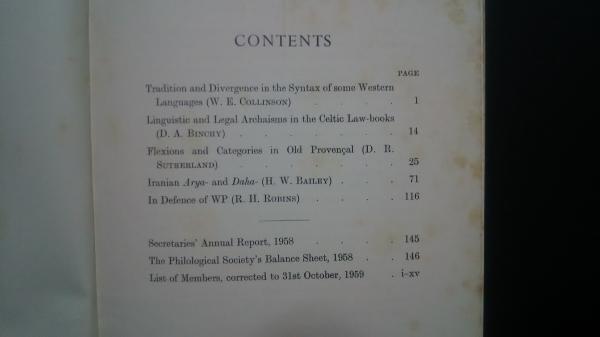 CONTENTS
PAGE
Tradition and Divergence in the Syntax of some Western
Languages (W. E. COLLINSON) . . . . 1
Linguistic and Legal Archaisms in the Celtic Law-books
(D. A. BINCHY) . . . . . . 14
Flexions and Categories in Old Provençal (D. R.
SUTHERLAND) . . . . . . 25
Iranian Arya- and Daha- (H. W. BAILEY) . . . 71
In Defence of WP (R. H. ROBINS) . . . . 116
Secretaries' Annual Report, 1958 . . . . 145
The Philological Society's Balance Sheet, 1958 . . 146
List of Members, corrected to 31st October, 1959 . i–xv